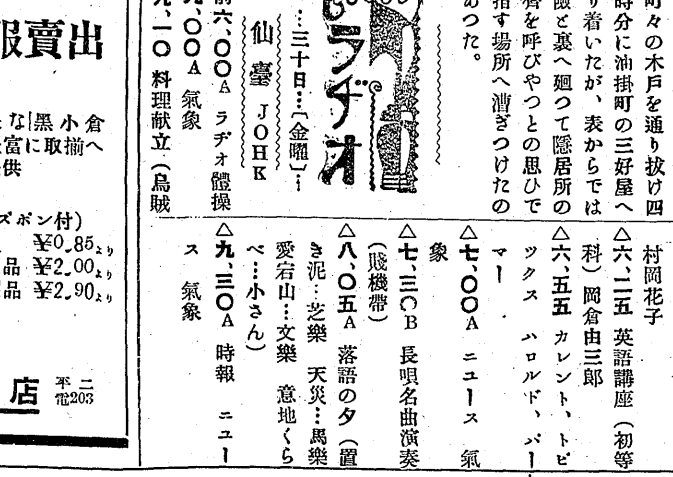 町々の木戸を通り抜け四
時分に油掛町の三好屋へ
り着いたが、表からでは
險と裏へ廻つて隱居所の
齊を呼びやつとの思ひで
指す場所へ漕ぎつけたの
あつた。
ラヂオ
…三十日…〔金曜〕…
仙臺 JOHK
前六、〇〇A ラヂオ體操
〇〇A 氣象
九、一〇 料理献立(烏賊
村岡花子
△六、二五 英語講座(初等
科)岡倉由三郎
△六、五五 カレント、トピ
ックス ハロルド、パー
マー
△七、〇〇A ニュース 氣
象
△七、三〇B 長唄名曲演奏
(賤機帶)
△八、〇五A 落語の夕(置
き泥…芝樂 天災…馬樂
愛宕山…文樂 意地くら
べ…小さん)
△九、三〇A 時報 ニュー
ス 氣象
報賣出
な黑小倉
富に取揃へ
供
ズボン付)
¥0.85より
品 ¥2.00より
品 ¥2.90より
店 平二電203